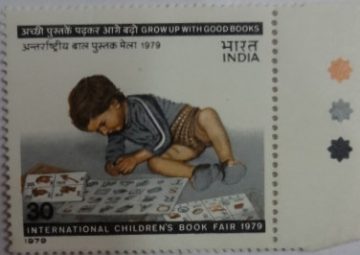 अच्छी पुस्तकें पढ़कर आगे बढ़ो GROW UP WITH GOOD BOOKS
अन्तर्राष्ट्रीय बाल पुस्तक मेला 1979
भारत
INDIA
30
INTERNATIONAL CHILDREN'S BOOK FAIR 1979
1979